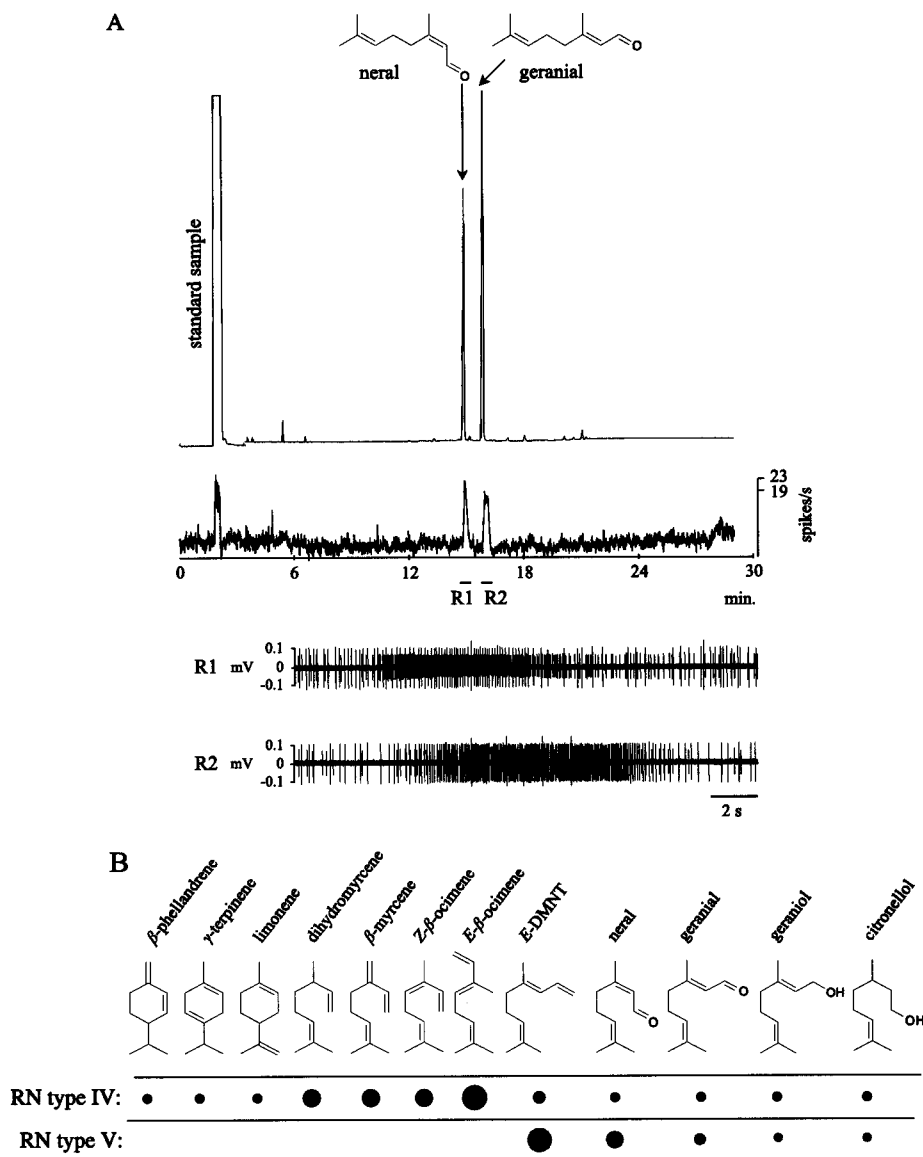 A
neral
geranial
O
O
standard sample
23
19
spikes/s
0 6 12 18 24 30
R1 R2
min.
R1 mV
0.1
0
-0.1
R2 mV
0.1
0
-0.1
2 s
B
β-phellandrene
γ-terpinene
limonene
dihydromyrcene
β-myrcene
Z-β-ocimene
E-β-ocimene
E-DMNT
neral
geranial
geraniol
citronellol
O
O
OH
OH
RN type IV:
RN type V: